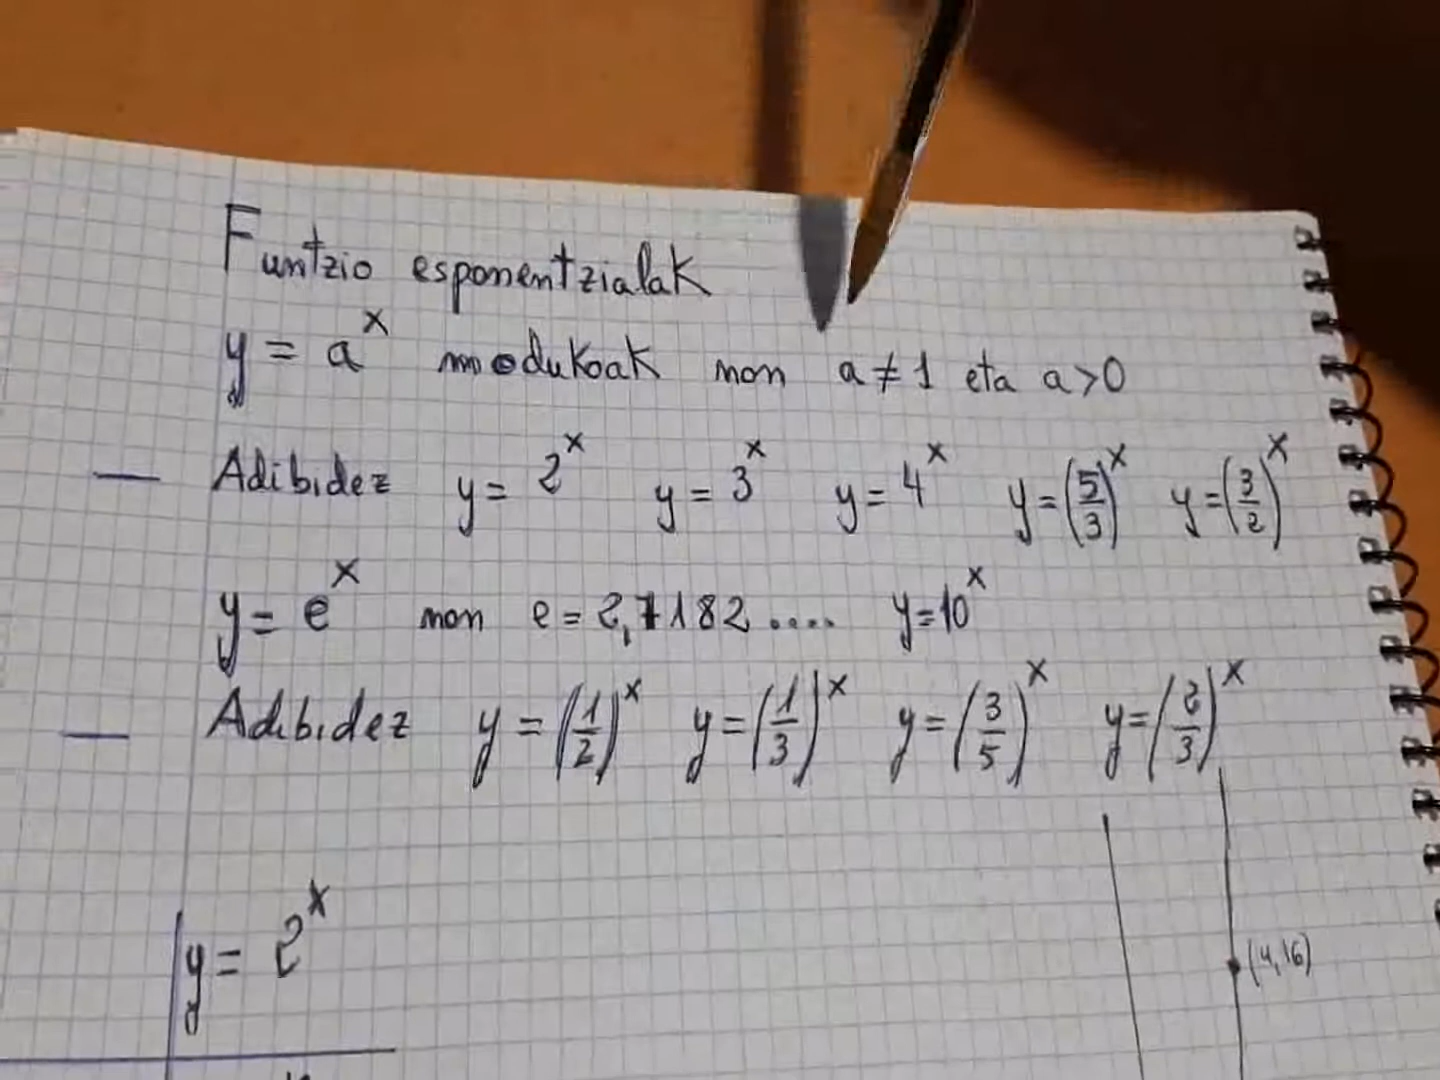 Funtzio esponentzialak
y = a^x modukoak non a ≠ 1 eta a > 0
— Adibidez y = 2^x y = 3^x y = 4^x y = (5/3)^x y = (3/2)^x
y = e^x non e = 2,7182.... y = 10^x
— Adibidez y = (1/2)^x y = (1/3)^x y = (3/5)^x y = (2/3)^x
y = 2^x
(4,16)